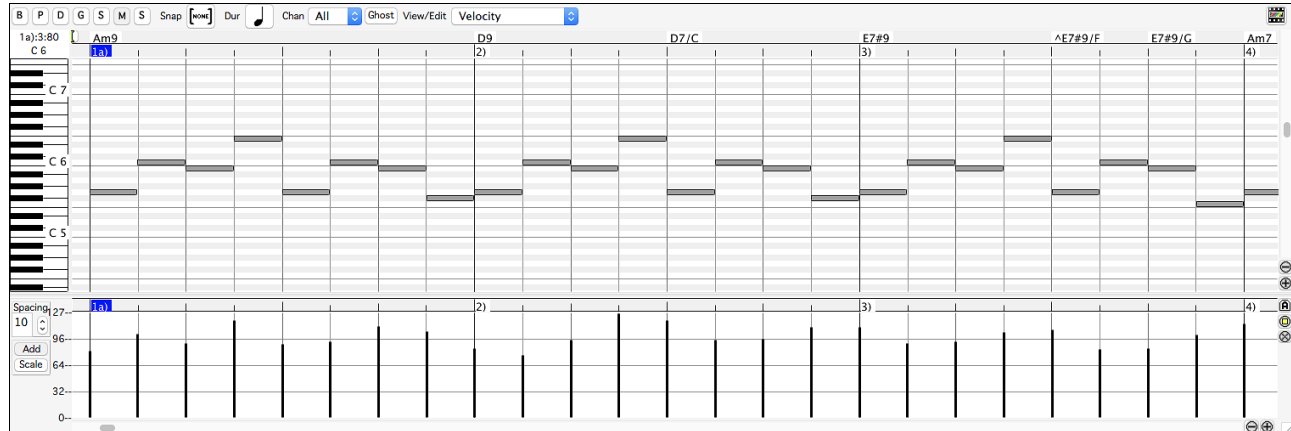 B P D G S M S Snap [NONE] Dur Chan All Ghost View/Edit Velocity
1a):3:80 Am9 D9 D7/C E7#9 ^E7#9/F E7#9/G Am7
C 6 1a) 2) 3) 4)
C 7
C 6
C 5
Spacing 1a) 2) 3) 4) A
127--
10
96--
Add
64--
Scale
32--
0--